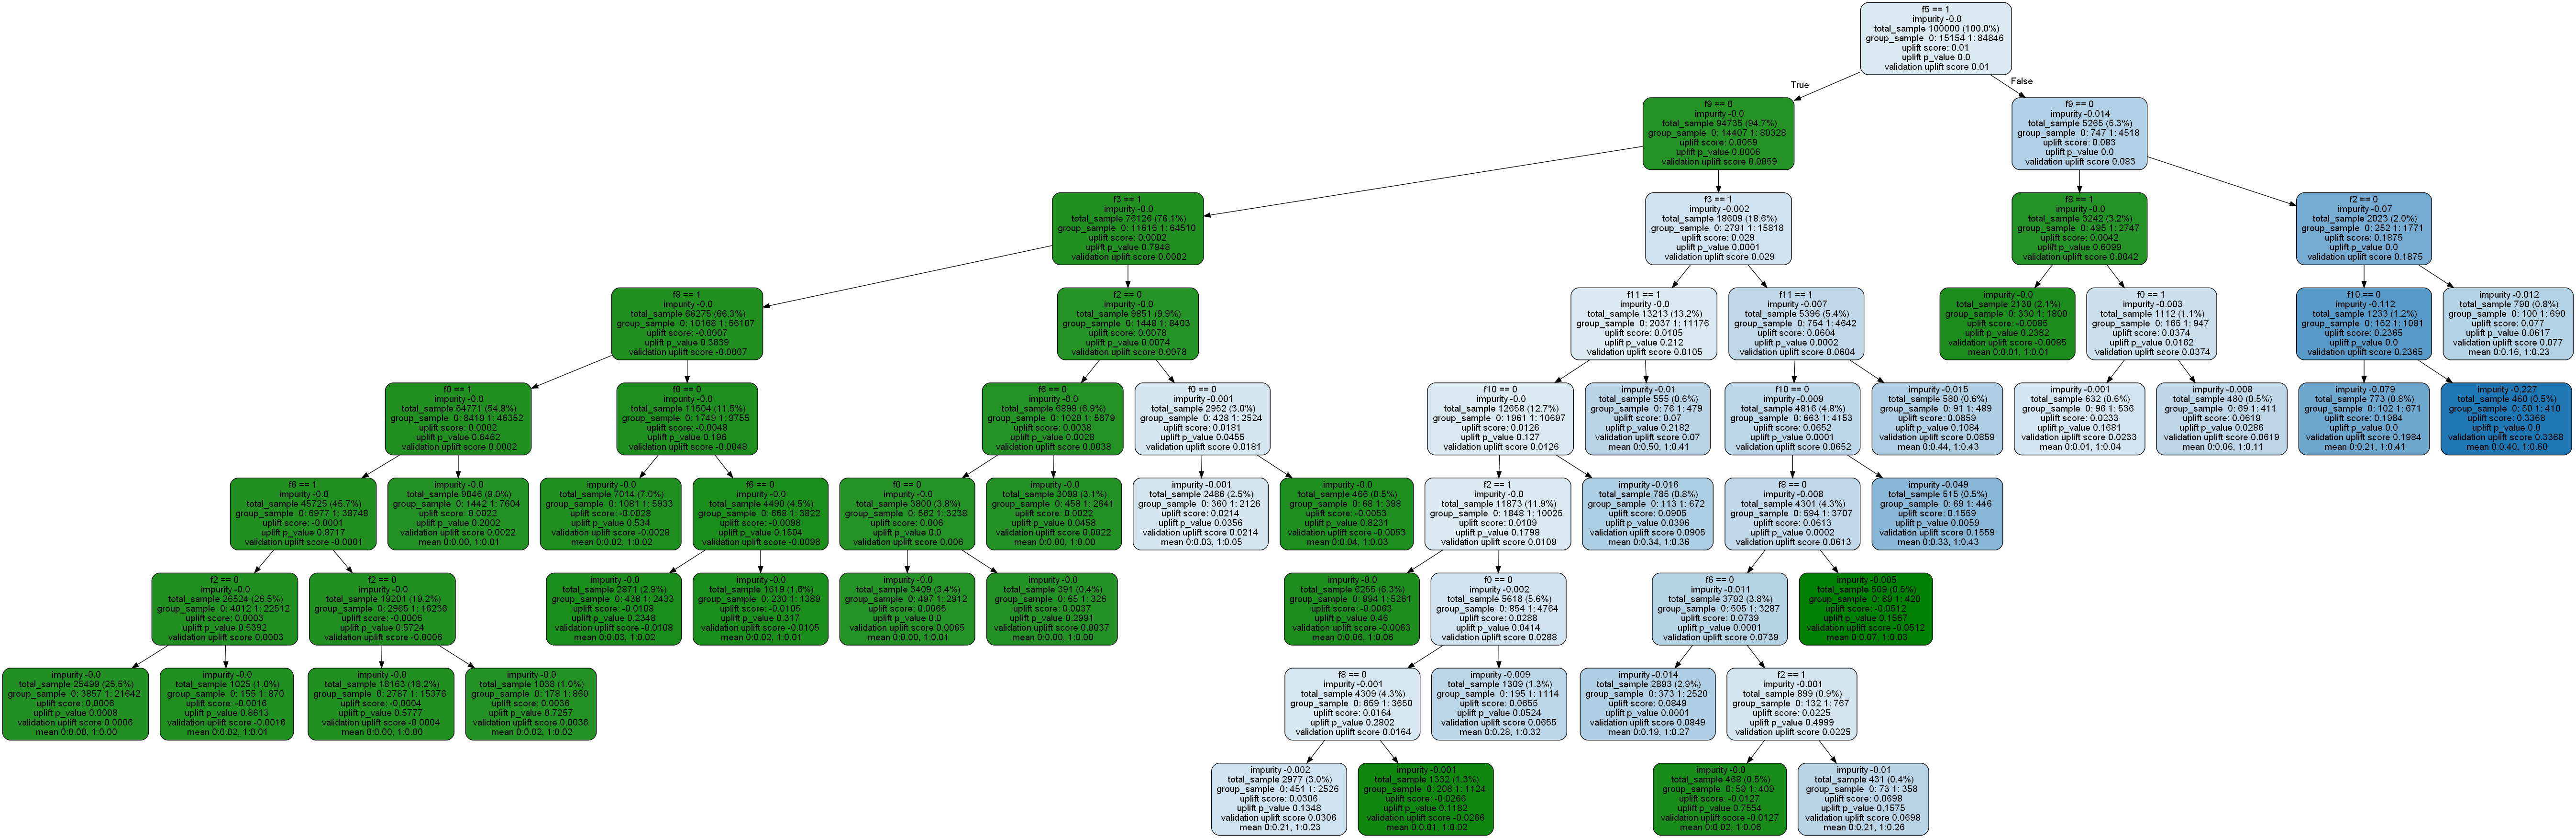 f5 == 1
impurity -0.0
total_sample 100000 (100.0%)
group_sample 0: 15154 1: 84846
uplift score: 0.01
uplift p_value 0.0
validation uplift score 0.01
True
False
f9 == 0
impurity -0.0
total_sample 94735 (94.7%)
group_sample 0: 14407 1: 80328
uplift score: 0.0059
uplift p_value 0.0006
validation uplift score 0.0059
f9 == 0
impurity -0.014
total_sample 5265 (5.3%)
group_sample 0: 747 1: 4518
uplift score: 0.083
uplift p_value 0.0
validation uplift score 0.083
f3 == 1
impurity -0.0
total_sample 76126 (76.1%)
group_sample 0: 11616 1: 64510
uplift score: 0.0002
uplift p_value 0.7948
validation uplift score 0.0002
f3 == 1
impurity -0.002
total_sample 18609 (18.6%)
group_sample 0: 2791 1: 15818
uplift score: 0.029
uplift p_value 0.0001
validation uplift score 0.029
f8 == 1
impurity -0.0
total_sample 3242 (3.2%)
group_sample 0: 495 1: 2747
uplift score: 0.0042
uplift p_value 0.6099
validation uplift score 0.0042
f2 == 0
impurity -0.07
total_sample 2023 (2.0%)
group_sample 0: 252 1: 1771
uplift score: 0.1875
uplift p_value 0.0
validation uplift score 0.1875
f8 == 1
impurity -0.0
total_sample 66275 (66.3%)
group_sample 0: 10168 1: 56107
uplift score: -0.0007
uplift p_value 0.3639
validation uplift score -0.0007
f2 == 0
impurity -0.0
total_sample 9851 (9.9%)
group_sample 0: 1448 1: 8403
uplift score: 0.0078
uplift p_value 0.0074
validation uplift score 0.0078
f11 == 1
impurity -0.0
total_sample 13213 (13.2%)
group_sample 0: 2037 1: 11176
uplift score: 0.0105
uplift p_value 0.212
validation uplift score 0.0105
f11 == 1
impurity -0.007
total_sample 5396 (5.4%)
group_sample 0: 754 1: 4642
uplift score: 0.0604
uplift p_value 0.0002
validation uplift score 0.0604
impurity -0.0
total_sample 2130 (2.1%)
group_sample 0: 330 1: 1800
uplift score: -0.0085
uplift p_value 0.2382
validation uplift score -0.0085
mean 0:0.01, 1:0.01
f0 == 1
impurity -0.003
total_sample 1112 (1.1%)
group_sample 0: 165 1: 947
uplift score: 0.0374
uplift p_value 0.0162
validation uplift score 0.0374
f10 == 0
impurity -0.112
total_sample 1233 (1.2%)
group_sample 0: 152 1: 1081
uplift score: 0.2365
uplift p_value 0.0
validation uplift score 0.2365
impurity -0.012
total_sample 790 (0.8%)
group_sample 0: 100 1: 690
uplift score: 0.077
uplift p_value 0.0617
validation uplift score 0.077
mean 0:0.16, 1:0.23
f0 == 1
impurity -0.0
total_sample 54771 (54.8%)
group_sample 0: 8419 1: 46352
uplift score: 0.0002
uplift p_value 0.6462
validation uplift score 0.0002
f0 == 0
impurity -0.0
total_sample 11504 (11.5%)
group_sample 0: 1749 1: 9755
uplift score: -0.0048
uplift p_value 0.196
validation uplift score -0.0048
f6 == 0
impurity -0.0
total_sample 6899 (6.9%)
group_sample 0: 1020 1: 5879
uplift score: 0.0038
uplift p_value 0.0028
validation uplift score 0.0038
f0 == 0
impurity -0.001
total_sample 2952 (3.0%)
group_sample 0: 428 1: 2524
uplift score: 0.0181
uplift p_value 0.0455
validation uplift score 0.0181
f10 == 0
impurity -0.0
total_sample 12658 (12.7%)
group_sample 0: 1961 1: 10697
uplift score: 0.0126
uplift p_value 0.127
validation uplift score 0.0126
impurity -0.01
total_sample 555 (0.6%)
group_sample 0: 76 1: 479
uplift score: 0.07
uplift p_value 0.2182
validation uplift score 0.07
mean 0:0.50, 1:0.41
f10 == 0
impurity -0.009
total_sample 4816 (4.8%)
group_sample 0: 663 1: 4153
uplift score: 0.0652
uplift p_value 0.0001
validation uplift score 0.0652
impurity -0.015
total_sample 580 (0.6%)
group_sample 0: 91 1: 489
uplift score: 0.0859
uplift p_value 0.1084
validation uplift score 0.0859
mean 0:0.44, 1:0.43
impurity -0.001
total_sample 632 (0.6%)
group_sample 0: 96 1: 536
uplift score: 0.0233
uplift p_value 0.1681
validation uplift score 0.0233
mean 0:0.01, 1:0.04
impurity -0.008
total_sample 480 (0.5%)
group_sample 0: 69 1: 411
uplift score: 0.0619
uplift p_value 0.0286
validation uplift score 0.0619
mean 0:0.06, 1:0.11
impurity -0.079
total_sample 773 (0.8%)
group_sample 0: 102 1: 671
uplift score: 0.1984
uplift p_value 0.0
validation uplift score 0.1984
mean 0:0.21, 1:0.41
impurity -0.227
total_sample 460 (0.5%)
group_sample 0: 50 1: 410
uplift score: 0.3368
uplift p_value 0.0
validation uplift score 0.3368
mean 0:0.40, 1:0.60
f6 == 1
impurity -0.0
total_sample 45725 (45.7%)
group_sample 0: 6977 1: 38748
uplift score: -0.0001
uplift p_value 0.8717
validation uplift score -0.0001
impurity -0.0
total_sample 9046 (9.0%)
group_sample 0: 1442 1: 7604
uplift score: 0.0022
uplift p_value 0.2002
validation uplift score 0.0022
mean 0:0.00, 1:0.01
impurity -0.0
total_sample 7014 (7.0%)
group_sample 0: 1081 1: 5933
uplift score: -0.0028
uplift p_value 0.534
validation uplift score -0.0028
mean 0:0.02, 1:0.02
f6 == 0
impurity -0.0
total_sample 4490 (4.5%)
group_sample 0: 668 1: 3822
uplift score: -0.0098
uplift p_value 0.1504
validation uplift score -0.0098
f0 == 0
impurity -0.0
total_sample 3800 (3.8%)
group_sample 0: 562 1: 3238
uplift score: 0.006
uplift p_value 0.0
validation uplift score 0.006
impurity -0.0
total_sample 3099 (3.1%)
group_sample 0: 458 1: 2641
uplift score: 0.0022
uplift p_value 0.0458
validation uplift score 0.0022
mean 0:0.00, 1:0.00
impurity -0.001
total_sample 2486 (2.5%)
group_sample 0: 360 1: 2126
uplift score: 0.0214
uplift p_value 0.0356
validation uplift score 0.0214
mean 0:0.03, 1:0.05
impurity -0.0
total_sample 466 (0.5%)
group_sample 0: 68 1: 398
uplift score: -0.0053
uplift p_value 0.8231
validation uplift score -0.0053
mean 0:0.04, 1:0.03
f2 == 1
impurity -0.0
total_sample 11873 (11.9%)
group_sample 0: 1848 1: 10025
uplift score: 0.0109
uplift p_value 0.1798
validation uplift score 0.0109
impurity -0.016
total_sample 785 (0.8%)
group_sample 0: 113 1: 672
uplift score: 0.0905
uplift p_value 0.0396
validation uplift score 0.0905
mean 0:0.34, 1:0.36
f8 == 0
impurity -0.008
total_sample 4301 (4.3%)
group_sample 0: 594 1: 3707
uplift score: 0.0613
uplift p_value 0.0002
validation uplift score 0.0613
impurity -0.049
total_sample 515 (0.5%)
group_sample 0: 69 1: 446
uplift score: 0.1559
uplift p_value 0.0059
validation uplift score 0.1559
mean 0:0.33, 1:0.43
f2 == 0
impurity -0.0
total_sample 26524 (26.5%)
group_sample 0: 4012 1: 22512
uplift score: 0.0003
uplift p_value 0.5392
validation uplift score 0.0003
f2 == 0
impurity -0.0
total_sample 19201 (19.2%)
group_sample 0: 2965 1: 16236
uplift score: -0.0006
uplift p_value 0.5724
validation uplift score -0.0006
impurity -0.0
total_sample 2871 (2.9%)
group_sample 0: 438 1: 2433
uplift score: -0.0108
uplift p_value 0.2348
validation uplift score -0.0108
mean 0:0.03, 1:0.02
impurity -0.0
total_sample 1619 (1.6%)
group_sample 0: 230 1: 1389
uplift score: -0.0105
uplift p_value 0.317
validation uplift score -0.0105
mean 0:0.02, 1:0.01
impurity -0.0
total_sample 3409 (3.4%)
group_sample 0: 497 1: 2912
uplift score: 0.0065
uplift p_value 0.0
validation uplift score 0.0065
mean 0:0.00, 1:0.01
impurity -0.0
total_sample 391 (0.4%)
group_sample 0: 65 1: 326
uplift score: 0.0037
uplift p_value 0.2991
validation uplift score 0.0037
mean 0:0.00, 1:0.00
impurity -0.0
total_sample 6255 (6.3%)
group_sample 0: 994 1: 5261
uplift score: -0.0063
uplift p_value 0.46
validation uplift score -0.0063
mean 0:0.06, 1:0.06
f0 == 0
impurity -0.002
total_sample 5618 (5.6%)
group_sample 0: 854 1: 4764
uplift score: 0.0288
uplift p_value 0.0414
validation uplift score 0.0288
f6 == 0
impurity -0.011
total_sample 3792 (3.8%)
group_sample 0: 505 1: 3287
uplift score: 0.0739
uplift p_value 0.0001
validation uplift score 0.0739
impurity -0.005
total_sample 509 (0.5%)
group_sample 0: 89 1: 420
uplift score: -0.0512
uplift p_value 0.1567
validation uplift score -0.0512
mean 0:0.07, 1:0.03
impurity -0.0
total_sample 25499 (25.5%)
group_sample 0: 3857 1: 21642
uplift score: 0.0006
uplift p_value 0.0008
validation uplift score 0.0006
mean 0:0.00, 1:0.00
impurity -0.0
total_sample 1025 (1.0%)
group_sample 0: 155 1: 870
uplift score: -0.0016
uplift p_value 0.8613
validation uplift score -0.0016
mean 0:0.02, 1:0.01
impurity -0.0
total_sample 18163 (18.2%)
group_sample 0: 2787 1: 15376
uplift score: -0.0004
uplift p_value 0.5777
validation uplift score -0.0004
mean 0:0.00, 1:0.00
impurity -0.0
total_sample 1038 (1.0%)
group_sample 0: 178 1: 860
uplift score: 0.0036
uplift p_value 0.7257
validation uplift score 0.0036
mean 0:0.02, 1:0.02
f8 == 0
impurity -0.001
total_sample 4309 (4.3%)
group_sample 0: 659 1: 3650
uplift score: 0.0164
uplift p_value 0.2802
validation uplift score 0.0164
impurity -0.009
total_sample 1309 (1.3%)
group_sample 0: 195 1: 1114
uplift score: 0.0655
uplift p_value 0.0524
validation uplift score 0.0655
mean 0:0.28, 1:0.32
impurity -0.014
total_sample 2893 (2.9%)
group_sample 0: 373 1: 2520
uplift score: 0.0849
uplift p_value 0.0001
validation uplift score 0.0849
mean 0:0.19, 1:0.27
f2 == 1
impurity -0.001
total_sample 899 (0.9%)
group_sample 0: 132 1: 767
uplift score: 0.0225
uplift p_value 0.4999
validation uplift score 0.0225
impurity -0.002
total_sample 2977 (3.0%)
group_sample 0: 451 1: 2526
uplift score: 0.0306
uplift p_value 0.1348
validation uplift score 0.0306
mean 0:0.21, 1:0.23
impurity -0.001
total_sample 1332 (1.3%)
group_sample 0: 208 1: 1124
uplift score: -0.0266
uplift p_value 0.1182
validation uplift score -0.0266
mean 0:0.01, 1:0.02
impurity -0.0
total_sample 468 (0.5%)
group_sample 0: 59 1: 409
uplift score: -0.0127
uplift p_value 0.7554
validation uplift score -0.0127
mean 0:0.02, 1:0.06
impurity -0.01
total_sample 431 (0.4%)
group_sample 0: 73 1: 358
uplift score: 0.0698
uplift p_value 0.1575
validation uplift score 0.0698
mean 0:0.21, 1:0.26